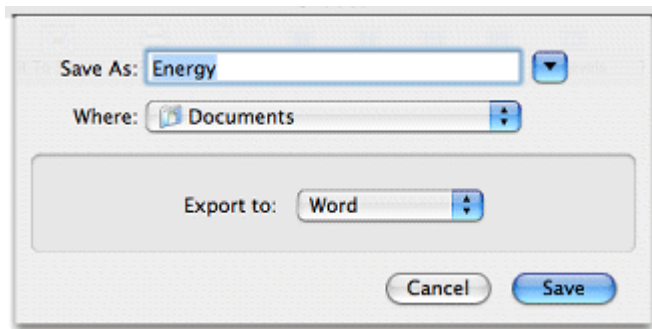 Save As: Energy
Where: Documents
Export to: Word
Cancel Save